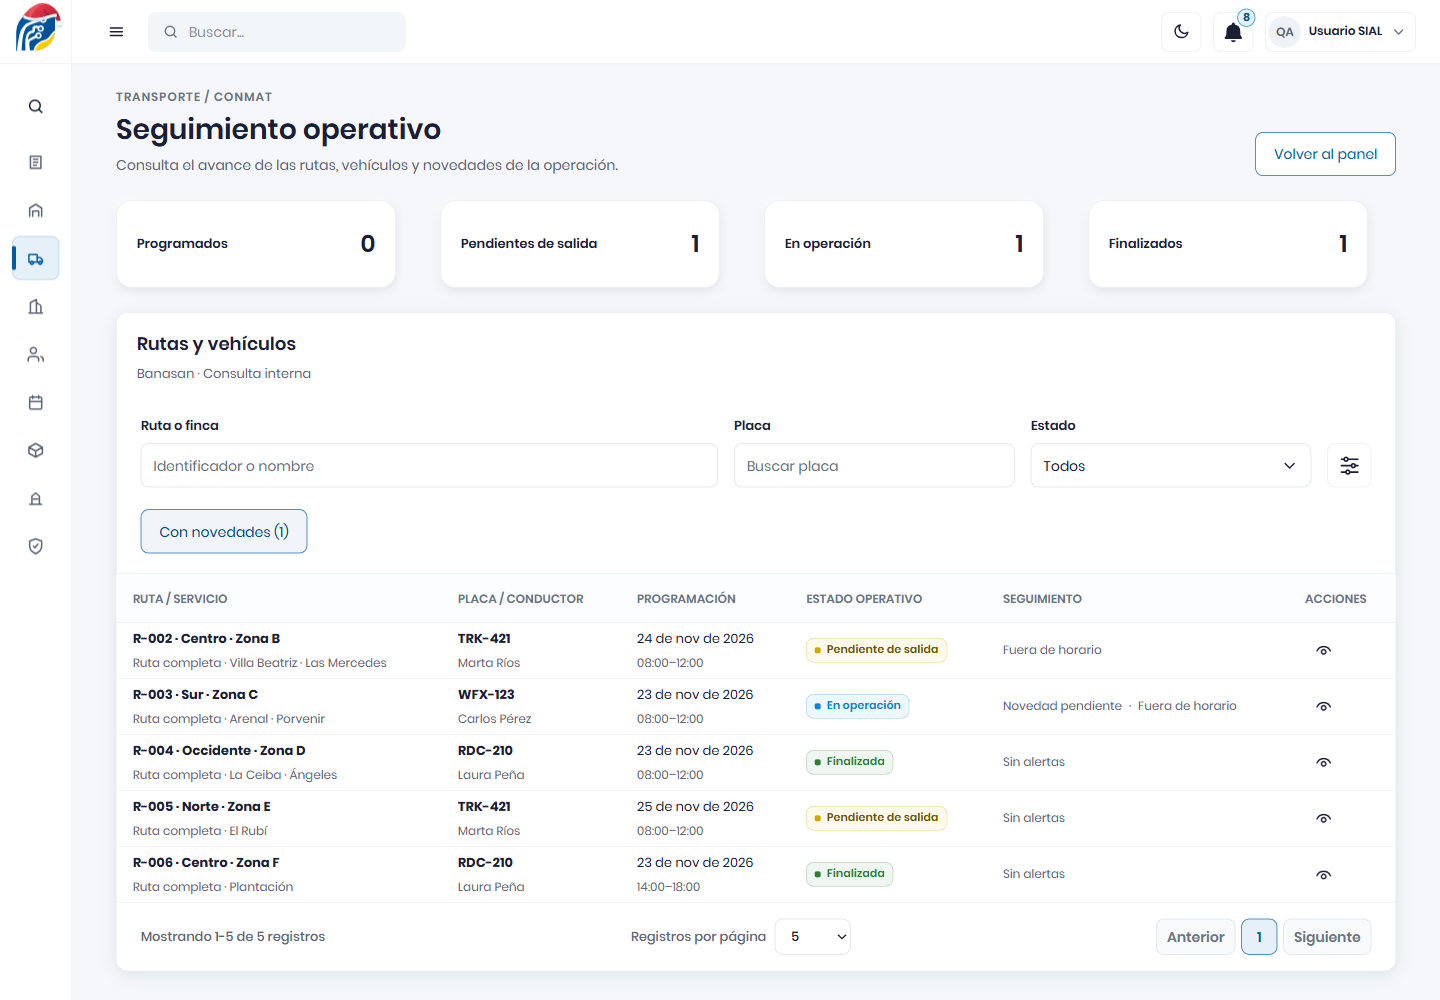 Buscar...
8
QA
Usuario SIAL
TRANSPORTE / CONMAT
Seguimiento operativo
Consulta el avance de las rutas, vehículos y novedades de la operación.
Volver al panel
Programados 0
Pendientes de salida 1
En operación 1
Finalizados 1
Rutas y vehículos
Banasan · Consulta interna
Ruta o finca Placa Estado
Identificador o nombre Buscar placa Todos
Con novedades (1)
RUTA / SERVICIO PLACA / CONDUCTOR PROGRAMACIÓN ESTADO OPERATIVO SEGUIMIENTO ACCIONES
R-002 · Centro · Zona B TRK-421 24 de nov de 2026 Pendiente de salida Fuera de horario
Ruta completa · Villa Beatriz · Las Mercedes Marta Ríos 08:00–12:00
R-003 · Sur · Zona C WFX-123 23 de nov de 2026 En operación Novedad pendiente · Fuera de horario
Ruta completa · Arenal · Porvenir Carlos Pérez 08:00–12:00
R-004 · Occidente · Zona D RDC-210 23 de nov de 2026 Finalizada Sin alertas
Ruta completa · La Ceiba · Ángeles Laura Peña 08:00–12:00
R-005 · Norte · Zona E TRK-421 25 de nov de 2026 Pendiente de salida Sin alertas
Ruta completa · El Rubí Marta Ríos 08:00–12:00
R-006 · Centro · Zona F RDC-210 23 de nov de 2026 Finalizada Sin alertas
Ruta completa · Plantación Laura Peña 14:00–18:00
Mostrando 1-5 de 5 registros Registros por página 5 Anterior 1 Siguiente